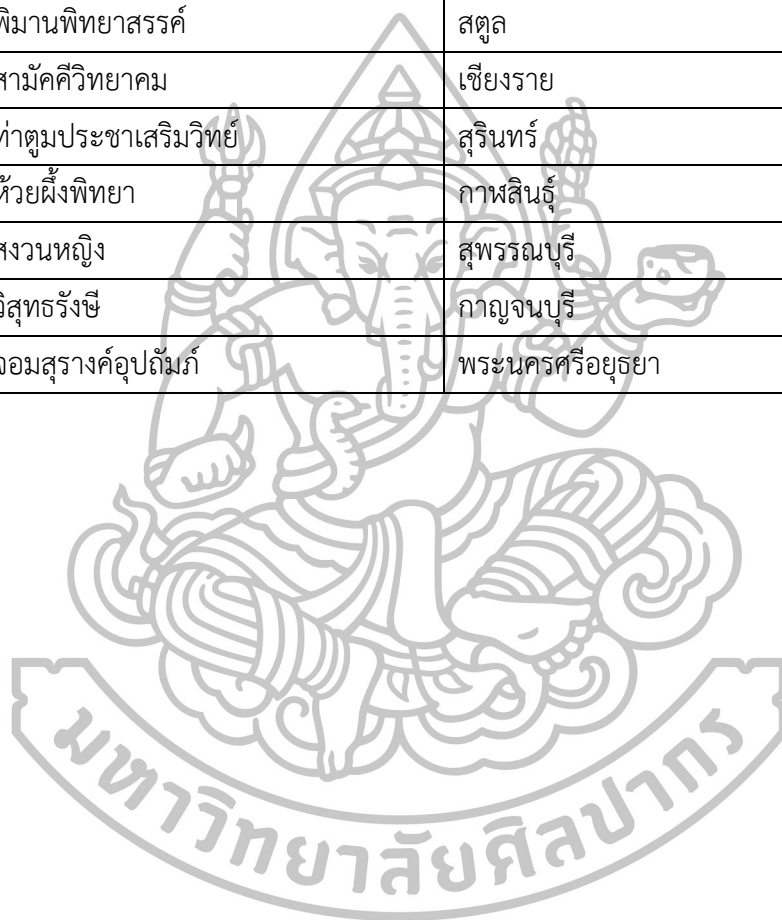 พิมานพิทยาสรรค์ สตูล
สามัคคีวิทยาคม เชียงราย
ท่าตูมประชาเสริมวิทย์ สุรินทร์
ห้วยผึ้งพิทยา กาฬสินธุ์
สงวนหญิง สุพรรณบุรี
วิสุทธรังษี กาญจนบุรี
จอมสุรางค์อุปถัมภ์ พระนครศรีอยุธยา
มหาวิทยาลัยศิลปากร